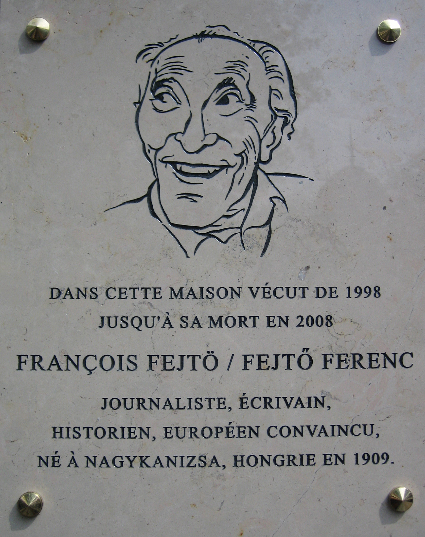 DANS CETTE MAISON VÉCUT DE 1998
JUSQU'À SA MORT EN 2008
FRANÇOIS FEJTÖ / FEJTŐ FERENC
JOURNALISTE, ÉCRIVAIN,
HISTORIEN, EUROPÉEN CONVAINCU,
NÉ À NAGYKANIZSA, HONGRIE EN 1909.